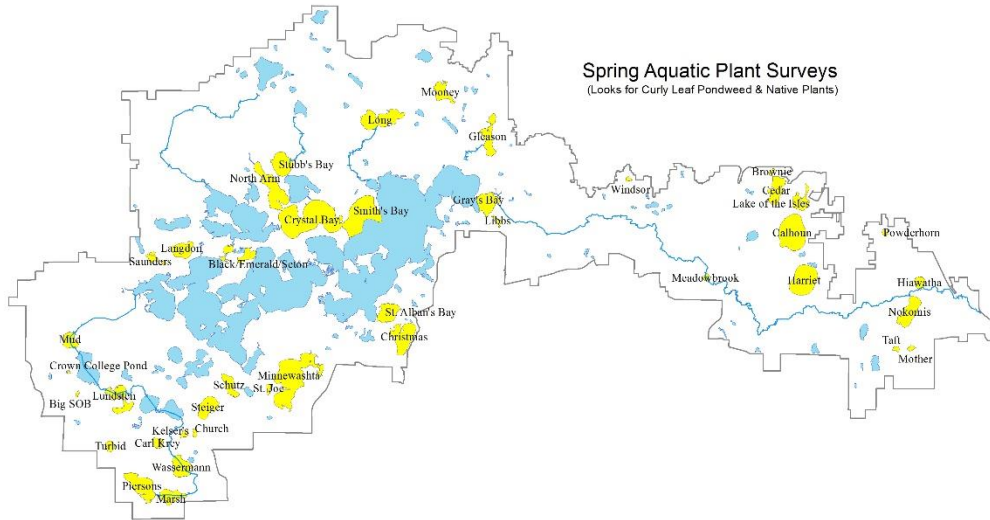 Spring Aquatic Plant Surveys
(Looks for Curly Leaf Pondweed & Native Plants)
Mooney
Long
Gleason
Stubb's Bay
North Arm
Brownie
Windsor
Cedar
Gray's Bay
Lake of the Isles
Smith's Bay
Crystal Bay
Libbs
Calhoun
Powderhorn
Langdon
Saunders
Black/Emerald/Seton
Meadowbrook
Harriet
Hiawatha
St. Alban's Bay
Nokomis
Christmas
Mud
Taft
Mother
Crown College Pond
Minnewashta
Schutz
St. Joe
Lundsten
Big SOB
Steiger
Kelser's
Church
Turbid
Carl Krey
Wassermann
Piersons
Marsh